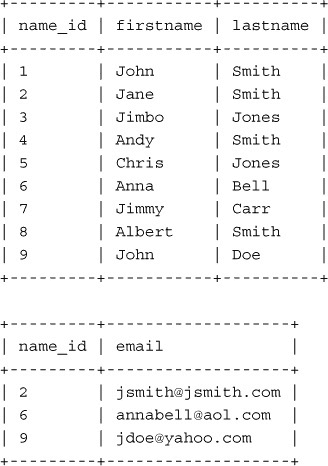 +---------+-----------+----------+
| name_id | firstname | lastname |
+---------+-----------+----------+
| 1       | John      | Smith    |
| 2       | Jane      | Smith    |
| 3       | Jimbo     | Jones    |
| 4       | Andy      | Smith    |
| 5       | Chris     | Jones    |
| 6       | Anna      | Bell     |
| 7       | Jimmy     | Carr     |
| 8       | Albert    | Smith    |
| 9       | John      | Doe      |
+---------+-----------+----------+
+---------+-------------------+
| name_id | email             |
+---------+-------------------+
| 2       | jsmith@jsmith.com |
| 6       | annabell@aol.com  |
| 9       | jdoe@yahoo.com    |
+---------+-------------------+